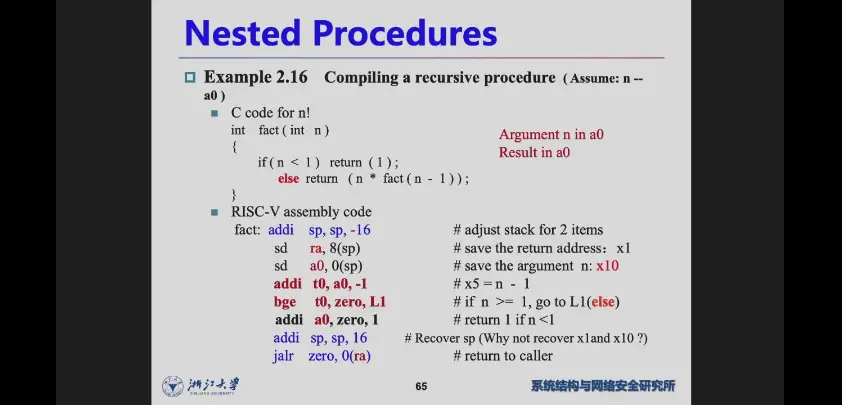 Nested Procedures
Example 2.16 Compiling a recursive procedure ( Assume: n --
a0 )
C code for n!
int fact ( int n )
{
if ( n < 1 ) return ( 1 ) ;
else return ( n * fact ( n - 1 ) ) ;
}
Argument n in a0
Result in a0
RISC-V assembly code
fact: addi sp, sp, -16 # adjust stack for 2 items
sd ra, 8(sp) # save the return address: x1
sd a0, 0(sp) # save the argument n: x10
addi t0, a0, -1 # x5 = n - 1
bge t0, zero, L1 # if n >= 1, go to L1(else)
addi a0, zero, 1 # return 1 if n <1
addi sp, sp, 16 # Recover sp (Why not recover x1and x10 ?)
jalr zero, 0(ra) # return to caller
浙江大学
ZHEJIANG UNIVERSITY
65
系统结构与网络安全研究所